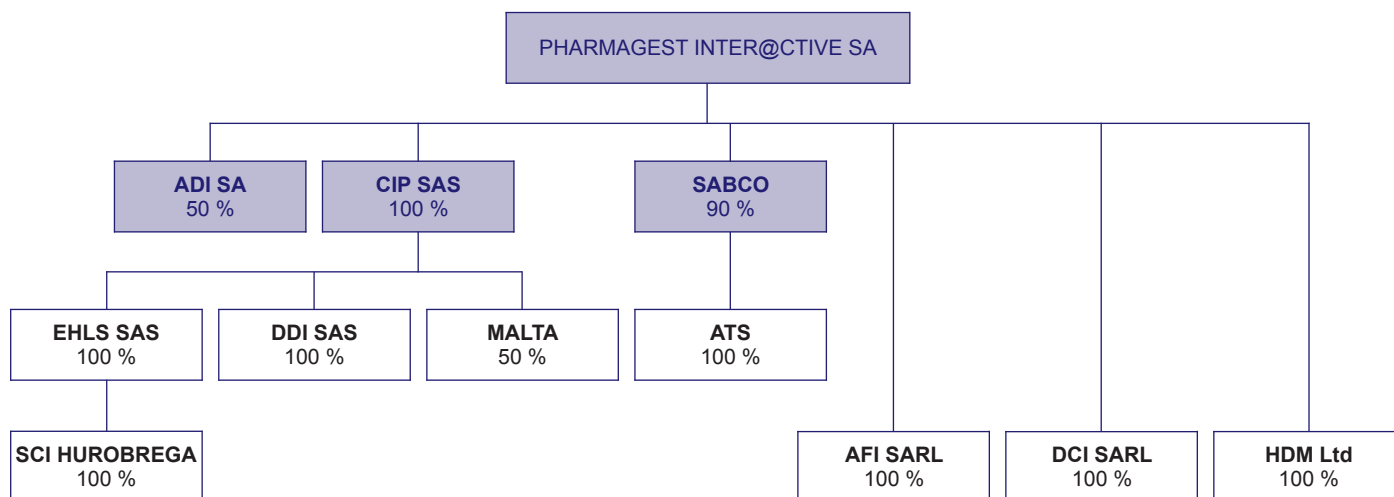 PHARMAGEST INTER@CTIVE SA
ADI SA
50 %
CIP SAS
100 %
SABCO
90 %
EHLS SAS
100 %
DDI SAS
100 %
MALTA
50 %
ATS
100 %
SCI HUROBREGA
100 %
AFI SARL
100 %
DCI SARL
100 %
HDM Ltd
100 %